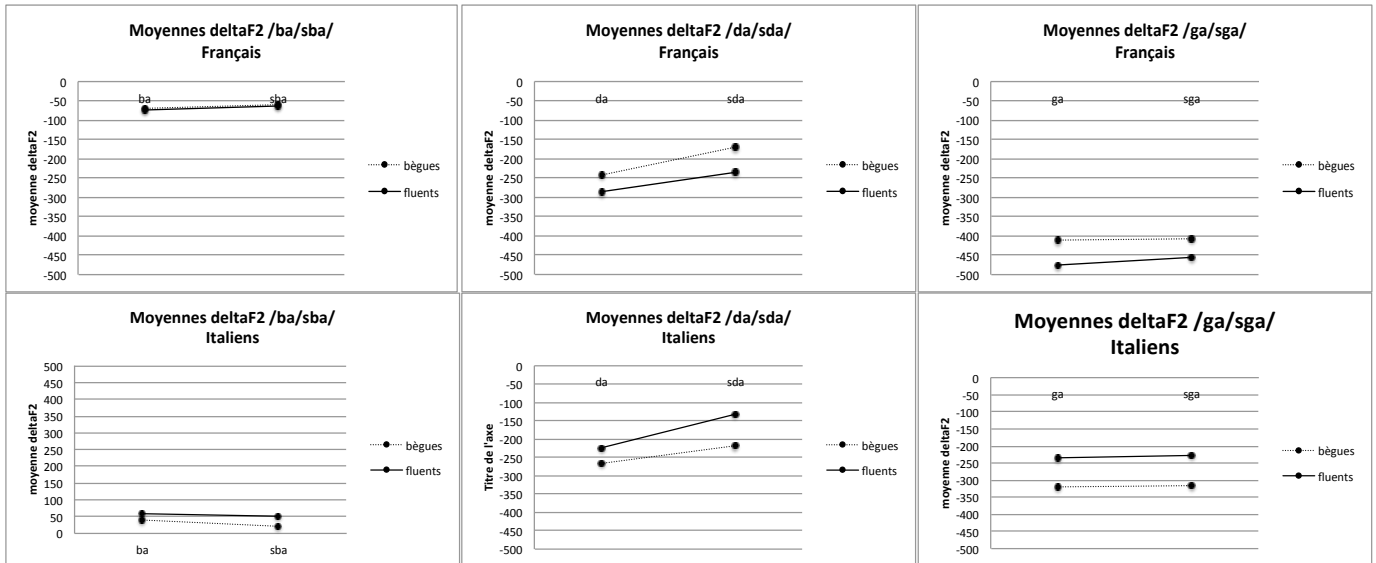 Moyennes deltaF2 /ba/sba/
Français
moyenne deltaF2
0
-50
-100
-150
-200
-250
-300
-350
-400
-450
-500
ba
sba
bègues
fluents
Moyennes deltaF2 /da/sda/
Français
moyenne deltaF2
0
-50
-100
-150
-200
-250
-300
-350
-400
-450
-500
da
sda
bègues
fluents
Moyennes deltaF2 /ga/sga/
Français
moyenne deltaF2
0
-50
-100
-150
-200
-250
-300
-350
-400
-450
-500
ga
sga
bègues
fluents
Moyennes deltaF2 /ba/sba/
Italiens
moyenne deltaF2
500
450
400
350
300
250
200
150
100
50
0
ba
sba
bègues
fluents
Moyennes deltaF2 /da/sda/
Italiens
Titre de l'axe
0
-50
-100
-150
-200
-250
-300
-350
-400
-450
-500
da
sda
bègues
fluents
Moyennes deltaF2 /ga/sga/
Italiens
moyenne deltaF2
0
-50
-100
-150
-200
-250
-300
-350
-400
-450
-500
ga
sga
bègues
fluents